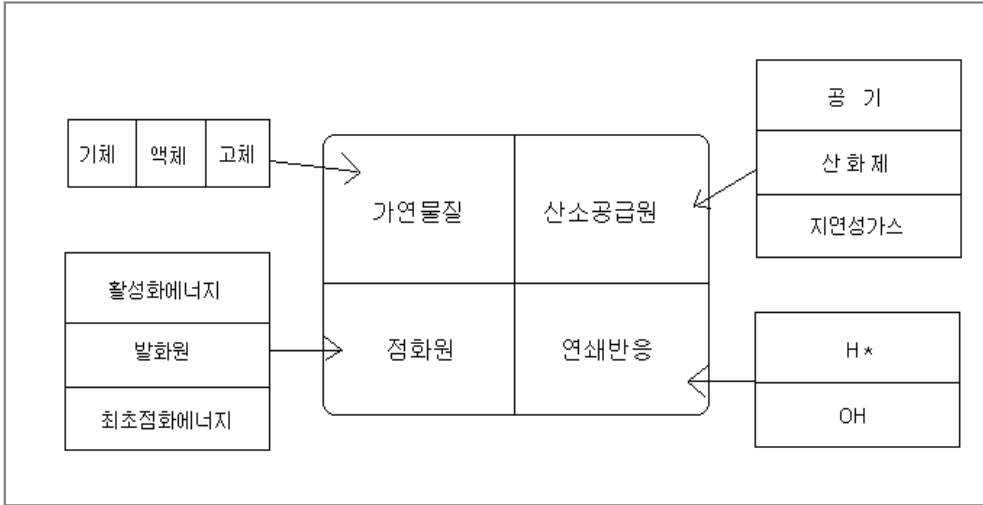 공 기
기체 액체 고체
산 화 제
가연물질 산소공급원
지연성가스
활성화에너지
발화원
점화원 연쇄반응
H *
최초점화에너지
OH